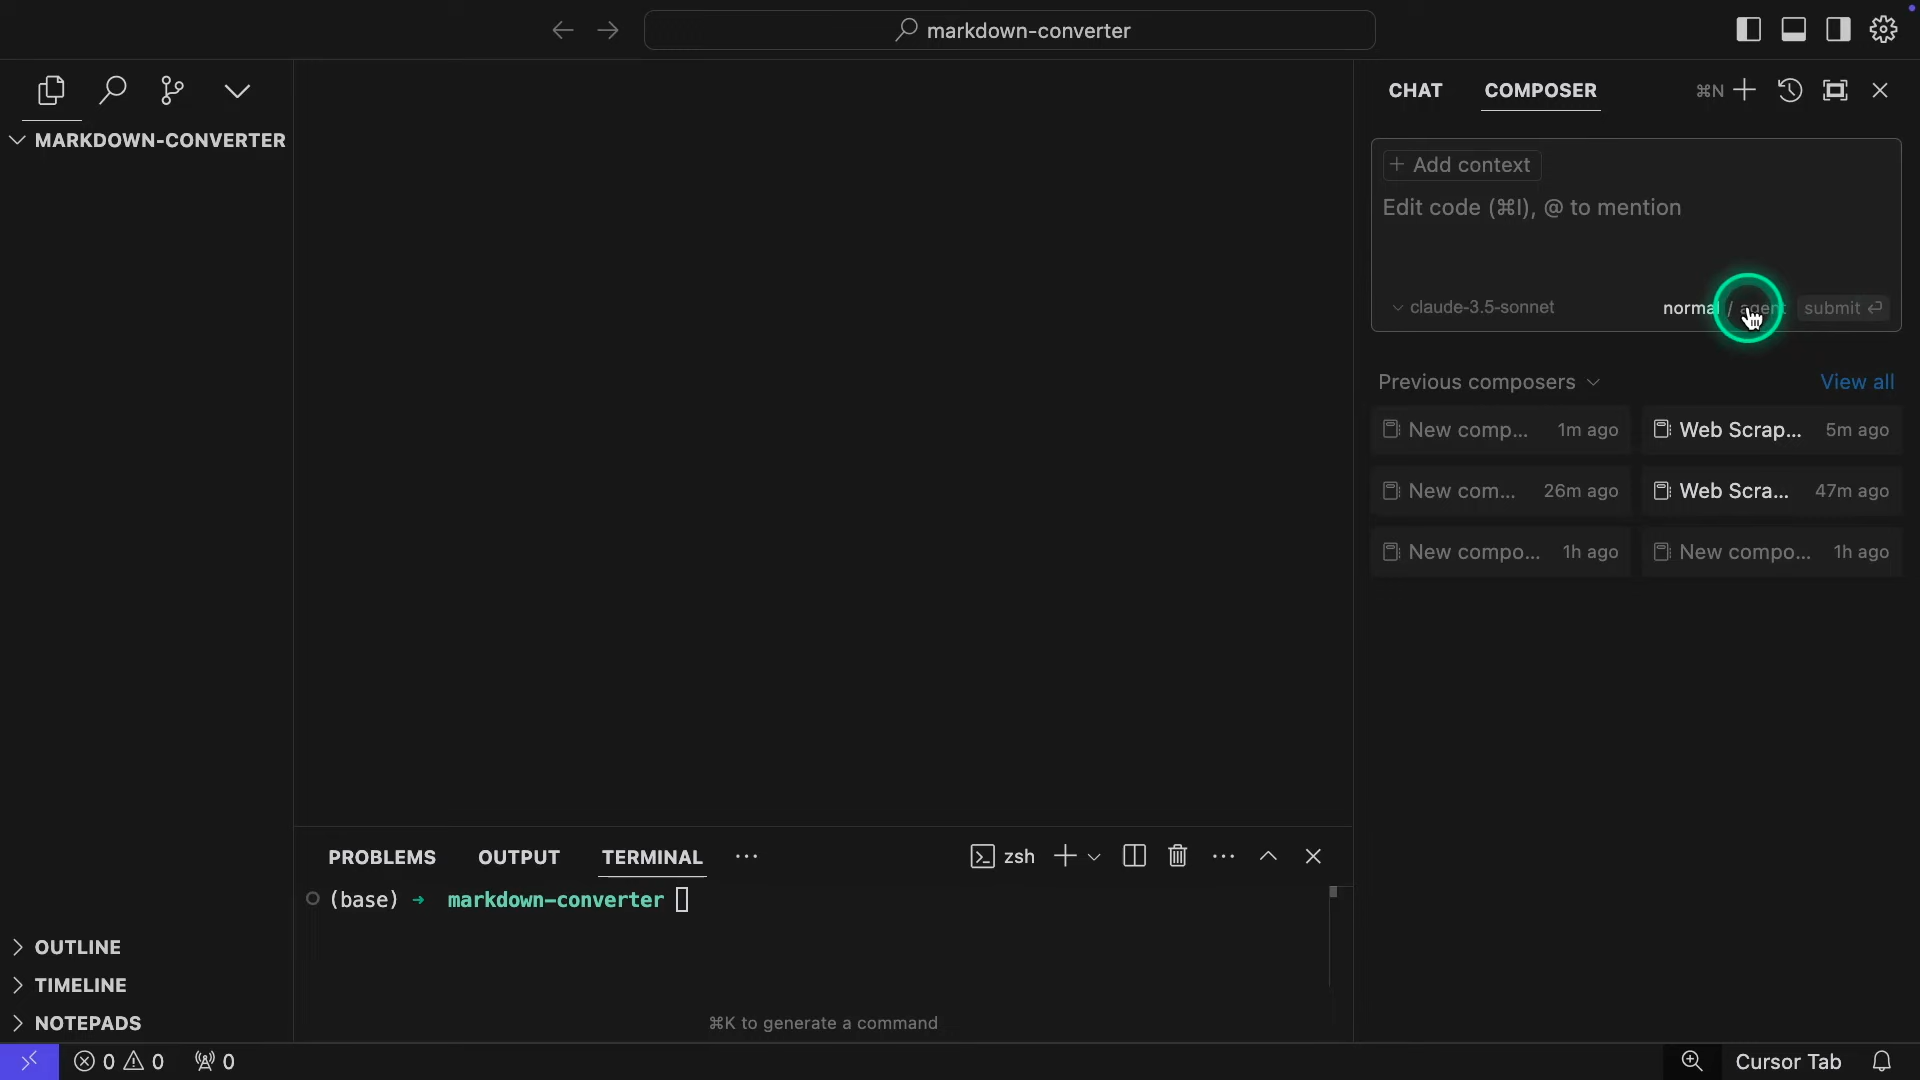 markdown-converter
MARKDOWN-CONVERTER
CHAT COMPOSER ⌘N
+ Add context
Edit code (⌘I), @ to mention
claude-3.5-sonnet normal / agent submit ⏎
Previous composers View all
New comp... 1m ago Web Scrap... 5m ago
New com... 26m ago Web Scra... 47m ago
New compo... 1h ago New compo... 1h ago
PROBLEMS OUTPUT TERMINAL ··· zsh
(base) → markdown-converter
⌘K to generate a command
OUTLINE
TIMELINE
NOTEPADS
0 0 0 Cursor Tab